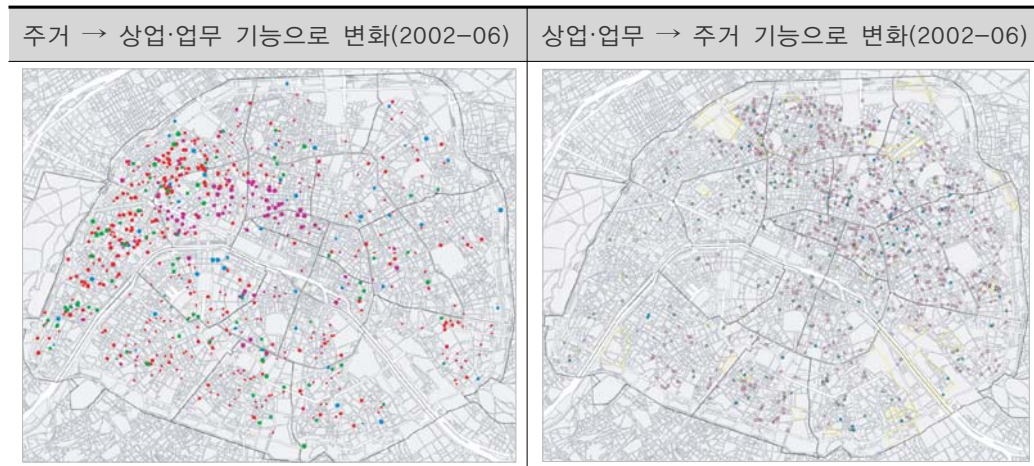 주거 → 상업·업무 기능으로 변화(2002-06)
상업·업무 → 주거 기능으로 변화(2002-06)